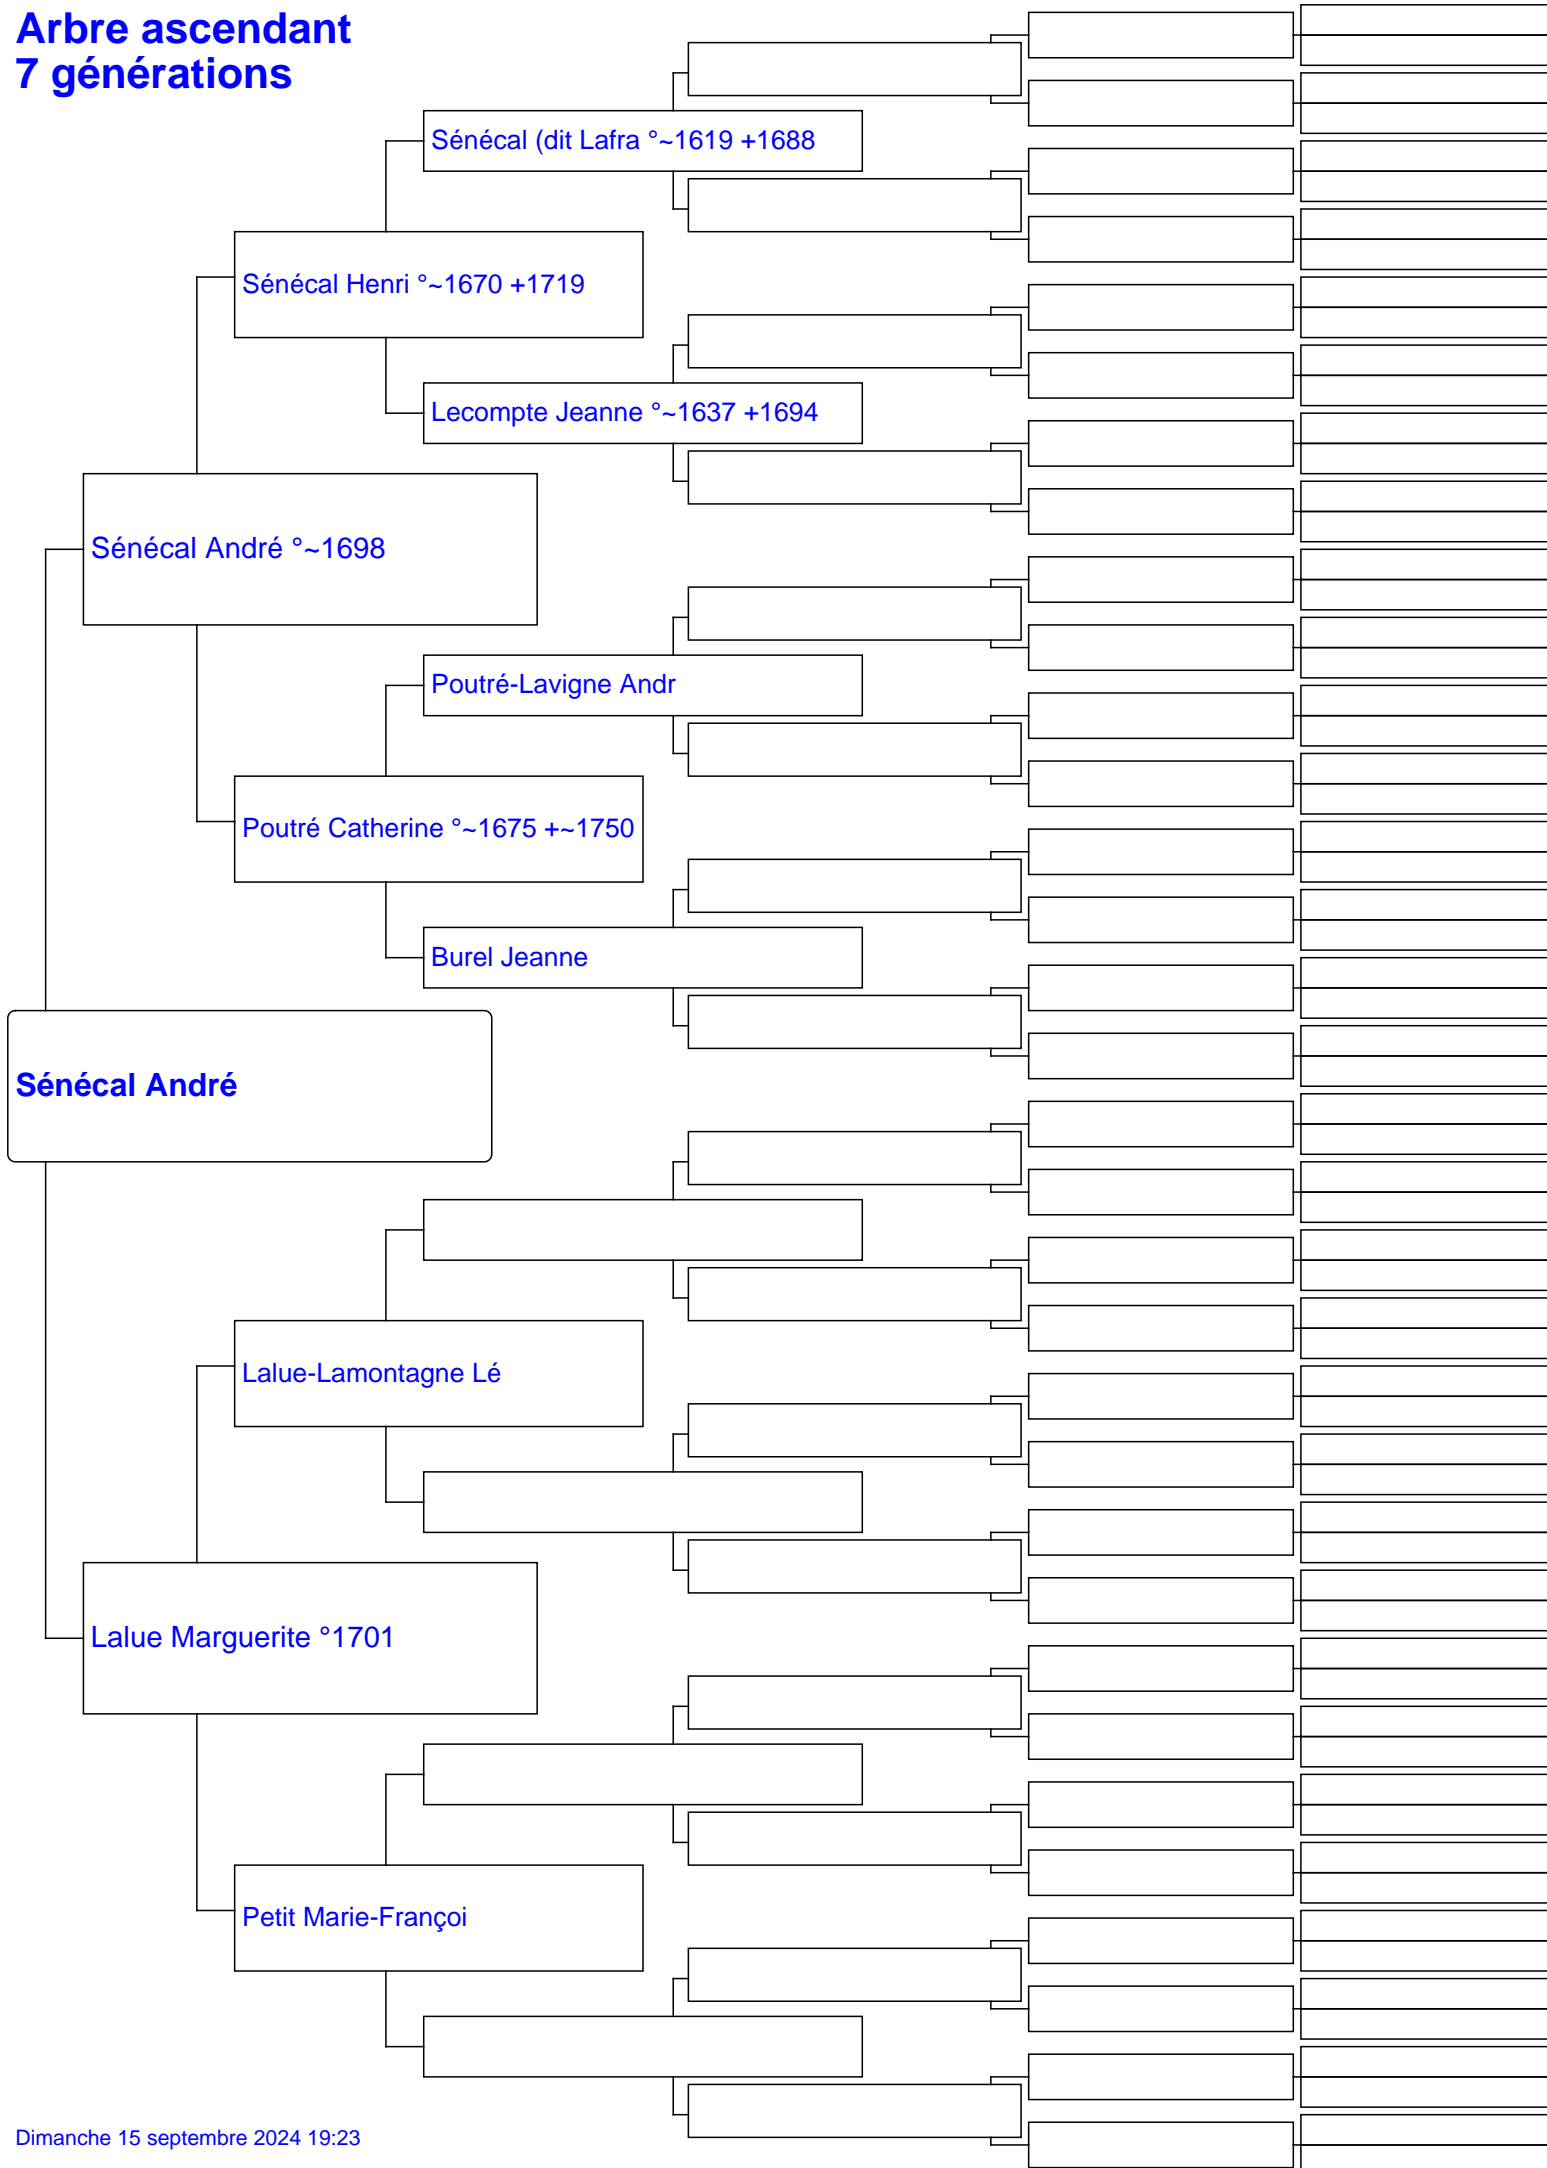 Arbre ascendant
7 générations
Sénécal (dit Lafra °~1619 +1688
Sénécal Henri °~1670 +1719
Lecompte Jeanne °~1637 +1694
Sénécal André °~1698
Poutré-Lavigne Andr
Poutré Catherine °~1675 +~1750
Burel Jeanne
Sénécal André
Lalue-Lamontagne Lé
Lalue Marguerite °1701
Petit Marie-Françoi
Dimanche 15 septembre 2024 19:23